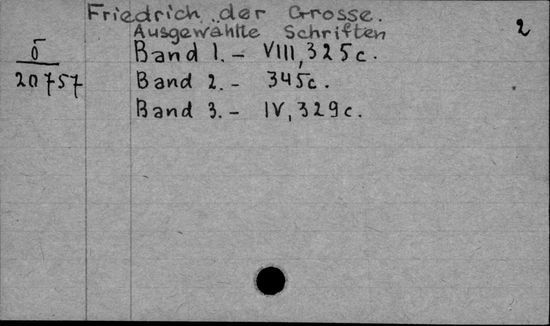 Friedrich der Grosse.
Ausgewählte Schriften
2
Band 1. – VIII, 325 c.
Band 2. – 345 c.
Band 3. – IV, 329 c.
20757